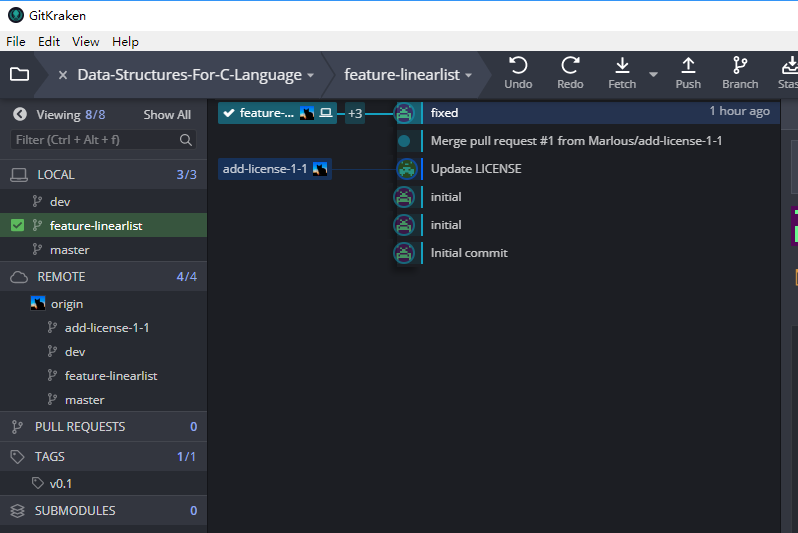 GitKraken
File Edit View Help
Data-Structures-For-C-Language feature-linearlist
Undo Redo Fetch Push Branch
Viewing 8/8 Show All
Filter (Ctrl + Alt + f)
LOCAL 3/3
dev
feature-linearlist
master
REMOTE 4/4
origin
add-license-1-1
dev
feature-linearlist
master
PULL REQUESTS 0
TAGS 1/1
v0.1
SUBMODULES 0
feature-... +3 fixed 1 hour ago
Merge pull request #1 from Marlous/add-license-1-1
add-license-1-1 Update LICENSE
initial
initial
Initial commit